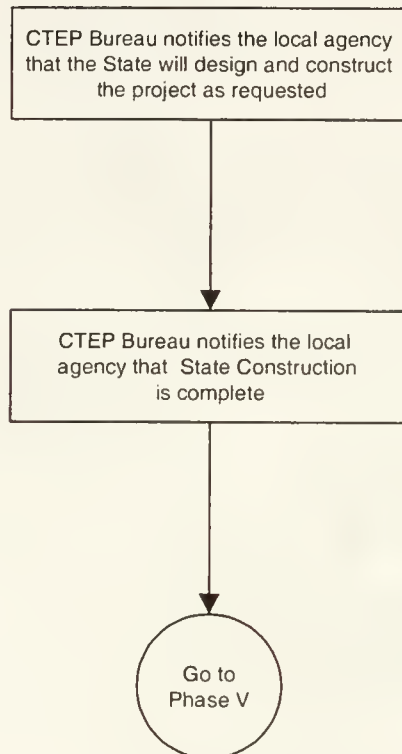 CTEP Bureau notifies the local agency
that the State will design and construct
the project as requested
CTEP Bureau notifies the local
agency that State Construction
is complete
Go to
Phase V